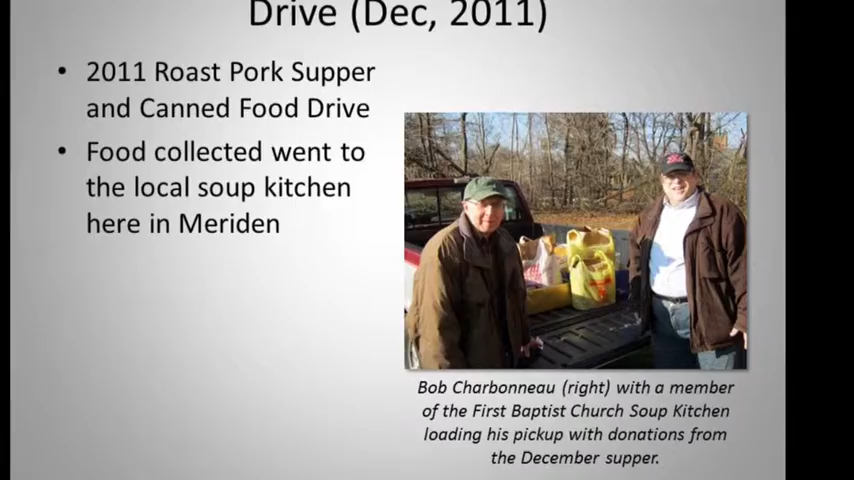 Drive (Dec, 2011)
• 2011 Roast Pork Supper
and Canned Food Drive
• Food collected went to
the local soup kitchen
here in Meriden
Bob Charbonneau (right) with a member
of the First Baptist Church Soup Kitchen
loading his pickup with donations from
the December supper.